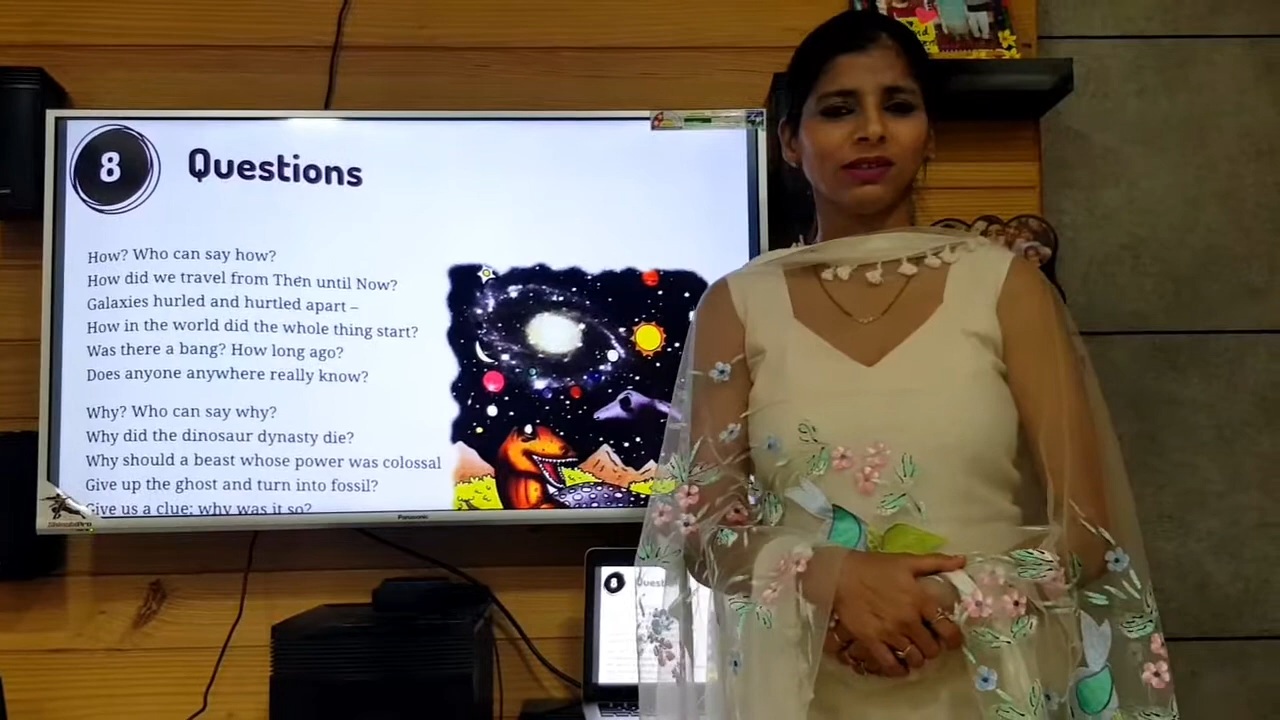 8
Questions
How? Who can say how?
How did we travel from Then until Now?
Galaxies hurled and hurtled apart –
How in the world did the whole thing start?
Was there a bang? How long ago?
Does anyone anywhere really know?
Why? Who can say why?
Why did the dinosaur dynasty die?
Why should a beast whose power was colossal
Give up the ghost and turn into fossil?
Give us a clue; why was it so?
Panasonic
8